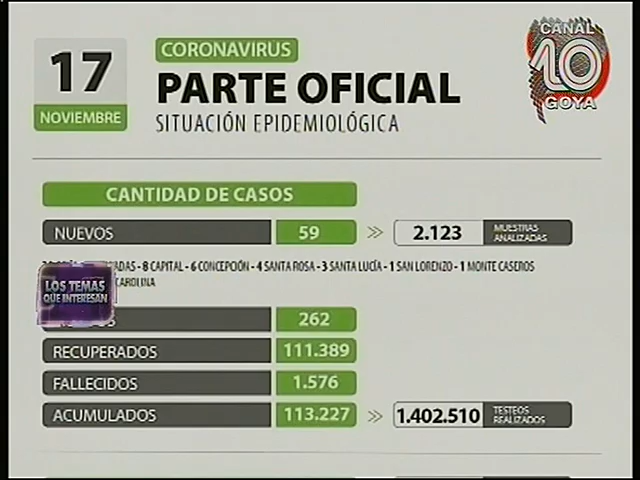 17
NOVIEMBRE
CORONAVIRUS
PARTE OFICIAL
SITUACIÓN EPIDEMIOLÓGICA
CANAL
10
GOYA
CANTIDAD DE CASOS
NUEVOS 59 >> 2.123 MUESTRAS ANALIZADAS
8 CAPITAL - 6 CONCEPCIÓN - 4 SANTA ROSA - 3 SANTA LUCÍA - 1 SAN LORENZO - 1 MONTE CASEROS
CAROLINA
LOS TEMAS
QUE INTERESAN
262
RECUPERADOS 111.389
FALLECIDOS 1.576
ACUMULADOS 113.227 >> 1.402.510 TESTEOS REALIZADOS